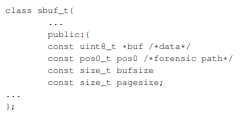 class sbuf_t{
...
public:{
const uint8_t *buf /*data*/
const pos0_t pos0 /*forensic path*/
const size_t bufsize
const size_t pagesize;
...
};